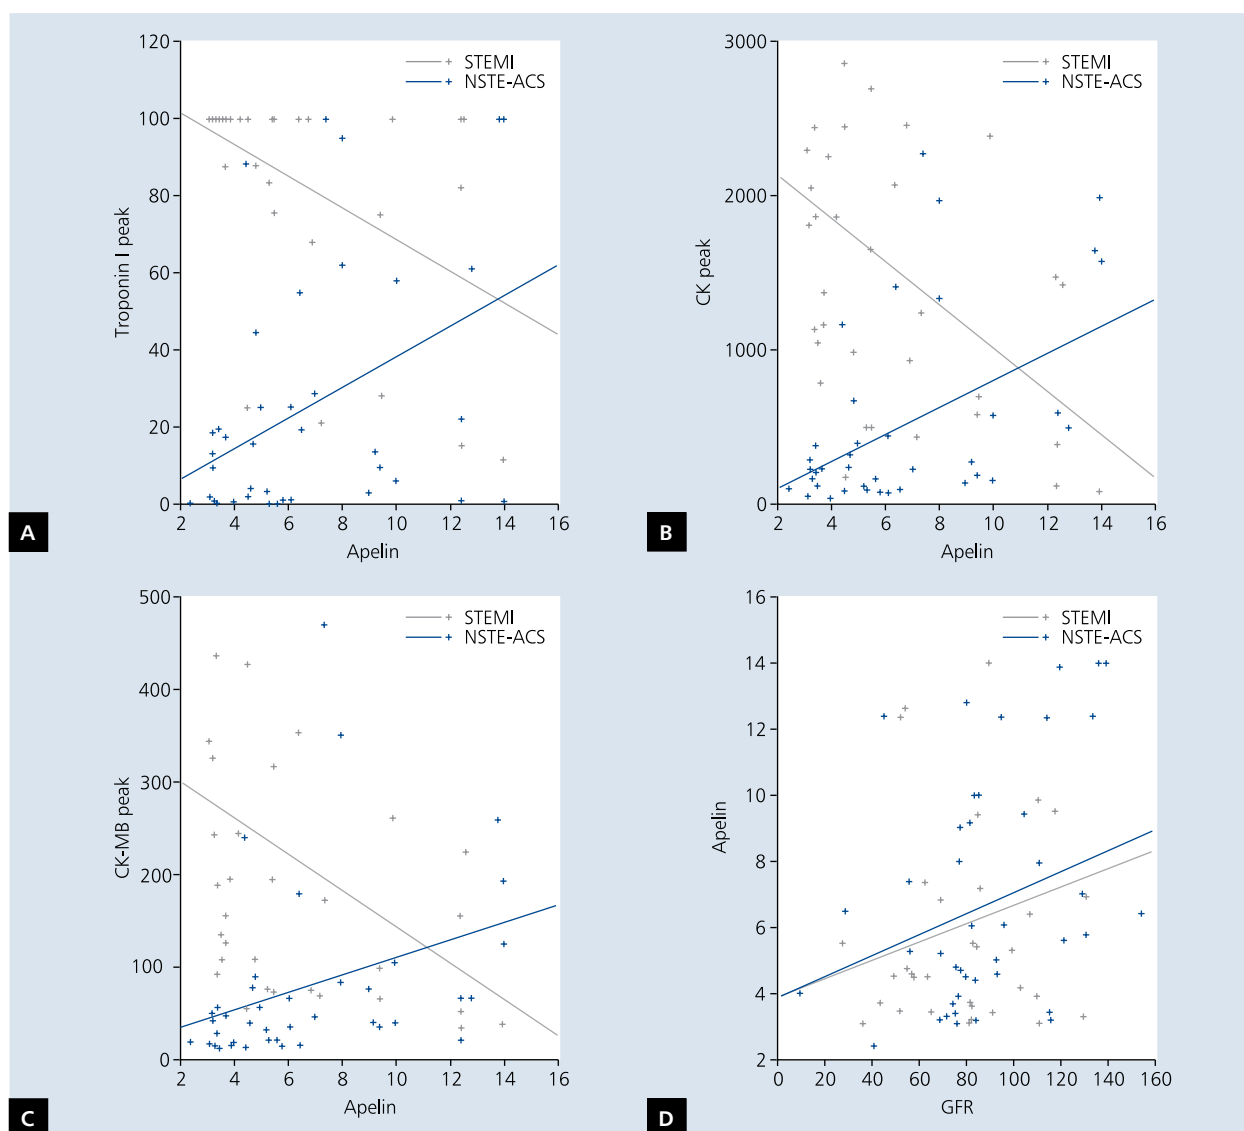 120
100
80
60
40
20
0
Troponin I peak
STEMI
NSTE-ACS
2 4 6 8 10 12 14 16
Apelin
A
3000
2000
1000
0
CK peak
STEMI
NSTE-ACS
2 4 6 8 10 12 14 16
Apelin
B
500
400
300
200
100
0
CK-MB peak
STEMI
NSTE-ACS
2 4 6 8 10 12 14 16
Apelin
C
16
14
12
10
8
6
4
2
Apelin
STEMI
NSTE-ACS
0 20 40 60 80 100 120 140 160
GFR
D